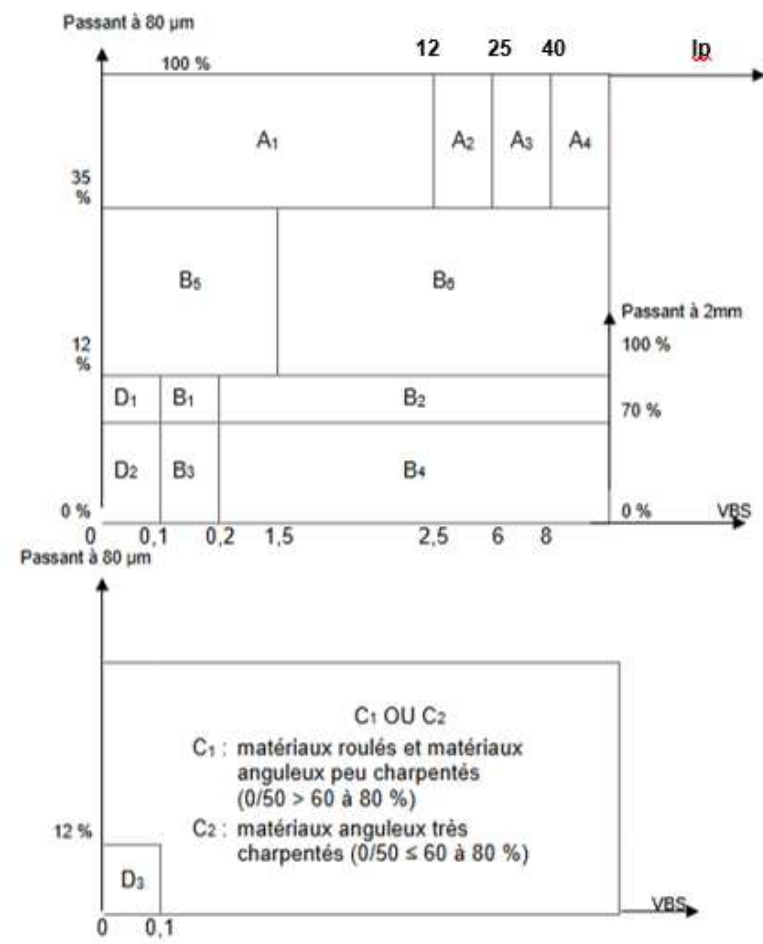 Passant à 80 µm
12 25 40 Ip
100 %
A1 A2 A3 A4
35
%
B5 B6
Passant à 2mm
12
%
100 %
D1 B1 B2
70 %
D2 B3 B4
0 % 0 % VBS
0 0,1 0,2 1,5 2,5 6 8
Passant à 80 µm
C1 OU C2
C1 : matériaux roulés et matériaux
anguleux peu charpentés
(0/50 > 60 à 80 %)
12 %
C2 : matériaux anguleux très
charpentés (0/50 ≤ 60 à 80 %)
D3
VBS
0 0,1